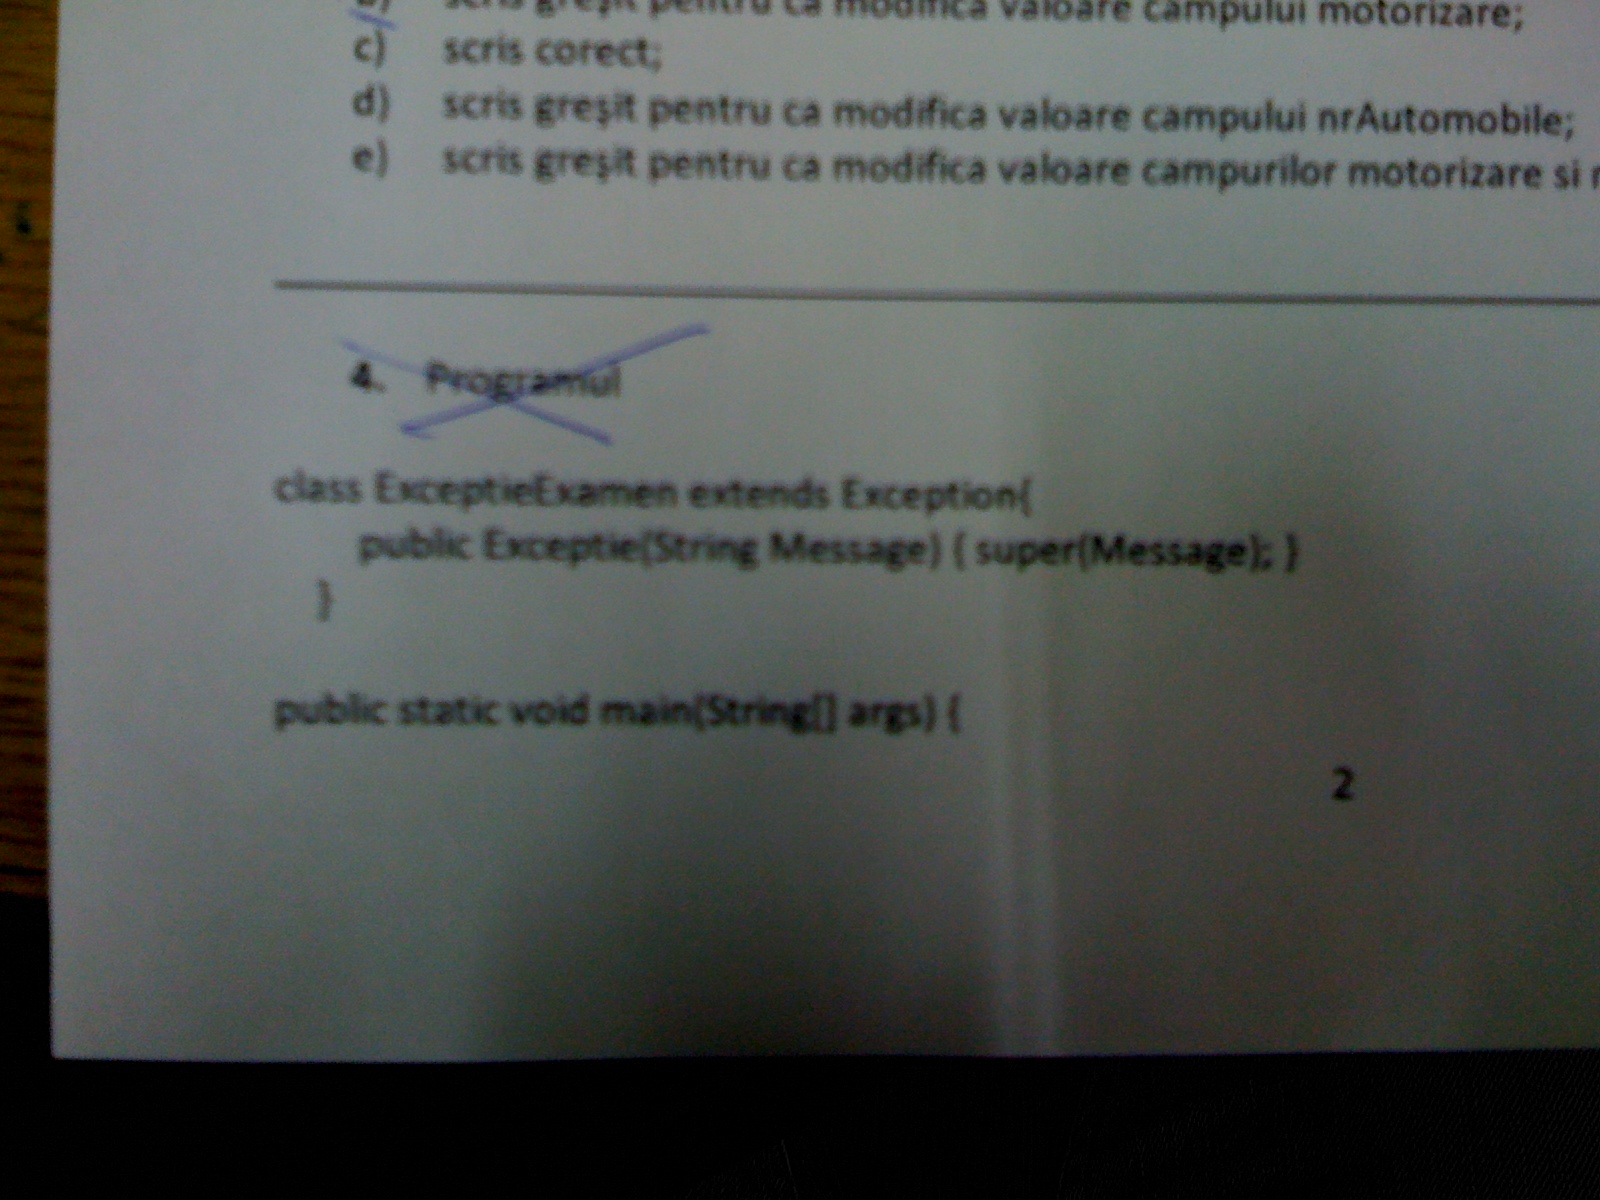 b) scris greşit pentru ca modifica valoare campului motorizare;
c) scris corect;
d) scris greşit pentru ca modifica valoare campului nrAutomobile;
e) scris greşit pentru ca modifica valoare campurilor motorizare si
4. Programul
class ExceptieExamen extends Exception{
public Exceptie(String Message) { super(Message); }
}
public static void main(String[] args) {
2